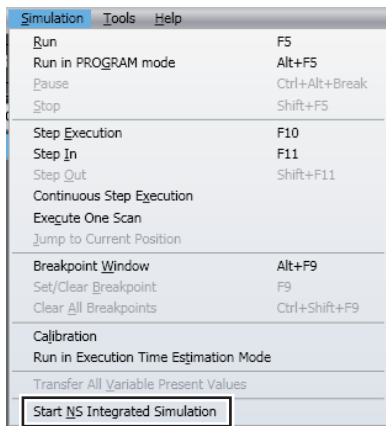 Simulation Tools Help
Run F5
Run in PROGRAM mode Alt+F5
Pause Ctrl+Alt+Break
Stop Shift+F5
Step Execution F10
Step In F11
Step Out Shift+F11
Continuous Step Execution
Execute One Scan
Jump to Current Position
Breakpoint Window Alt+F9
Set/Clear Breakpoint F9
Clear All Breakpoints Ctrl+Shift+F9
Calibration
Run in Execution Time Estimation Mode
Transfer All Variable Present Values
Start NS Integrated Simulation